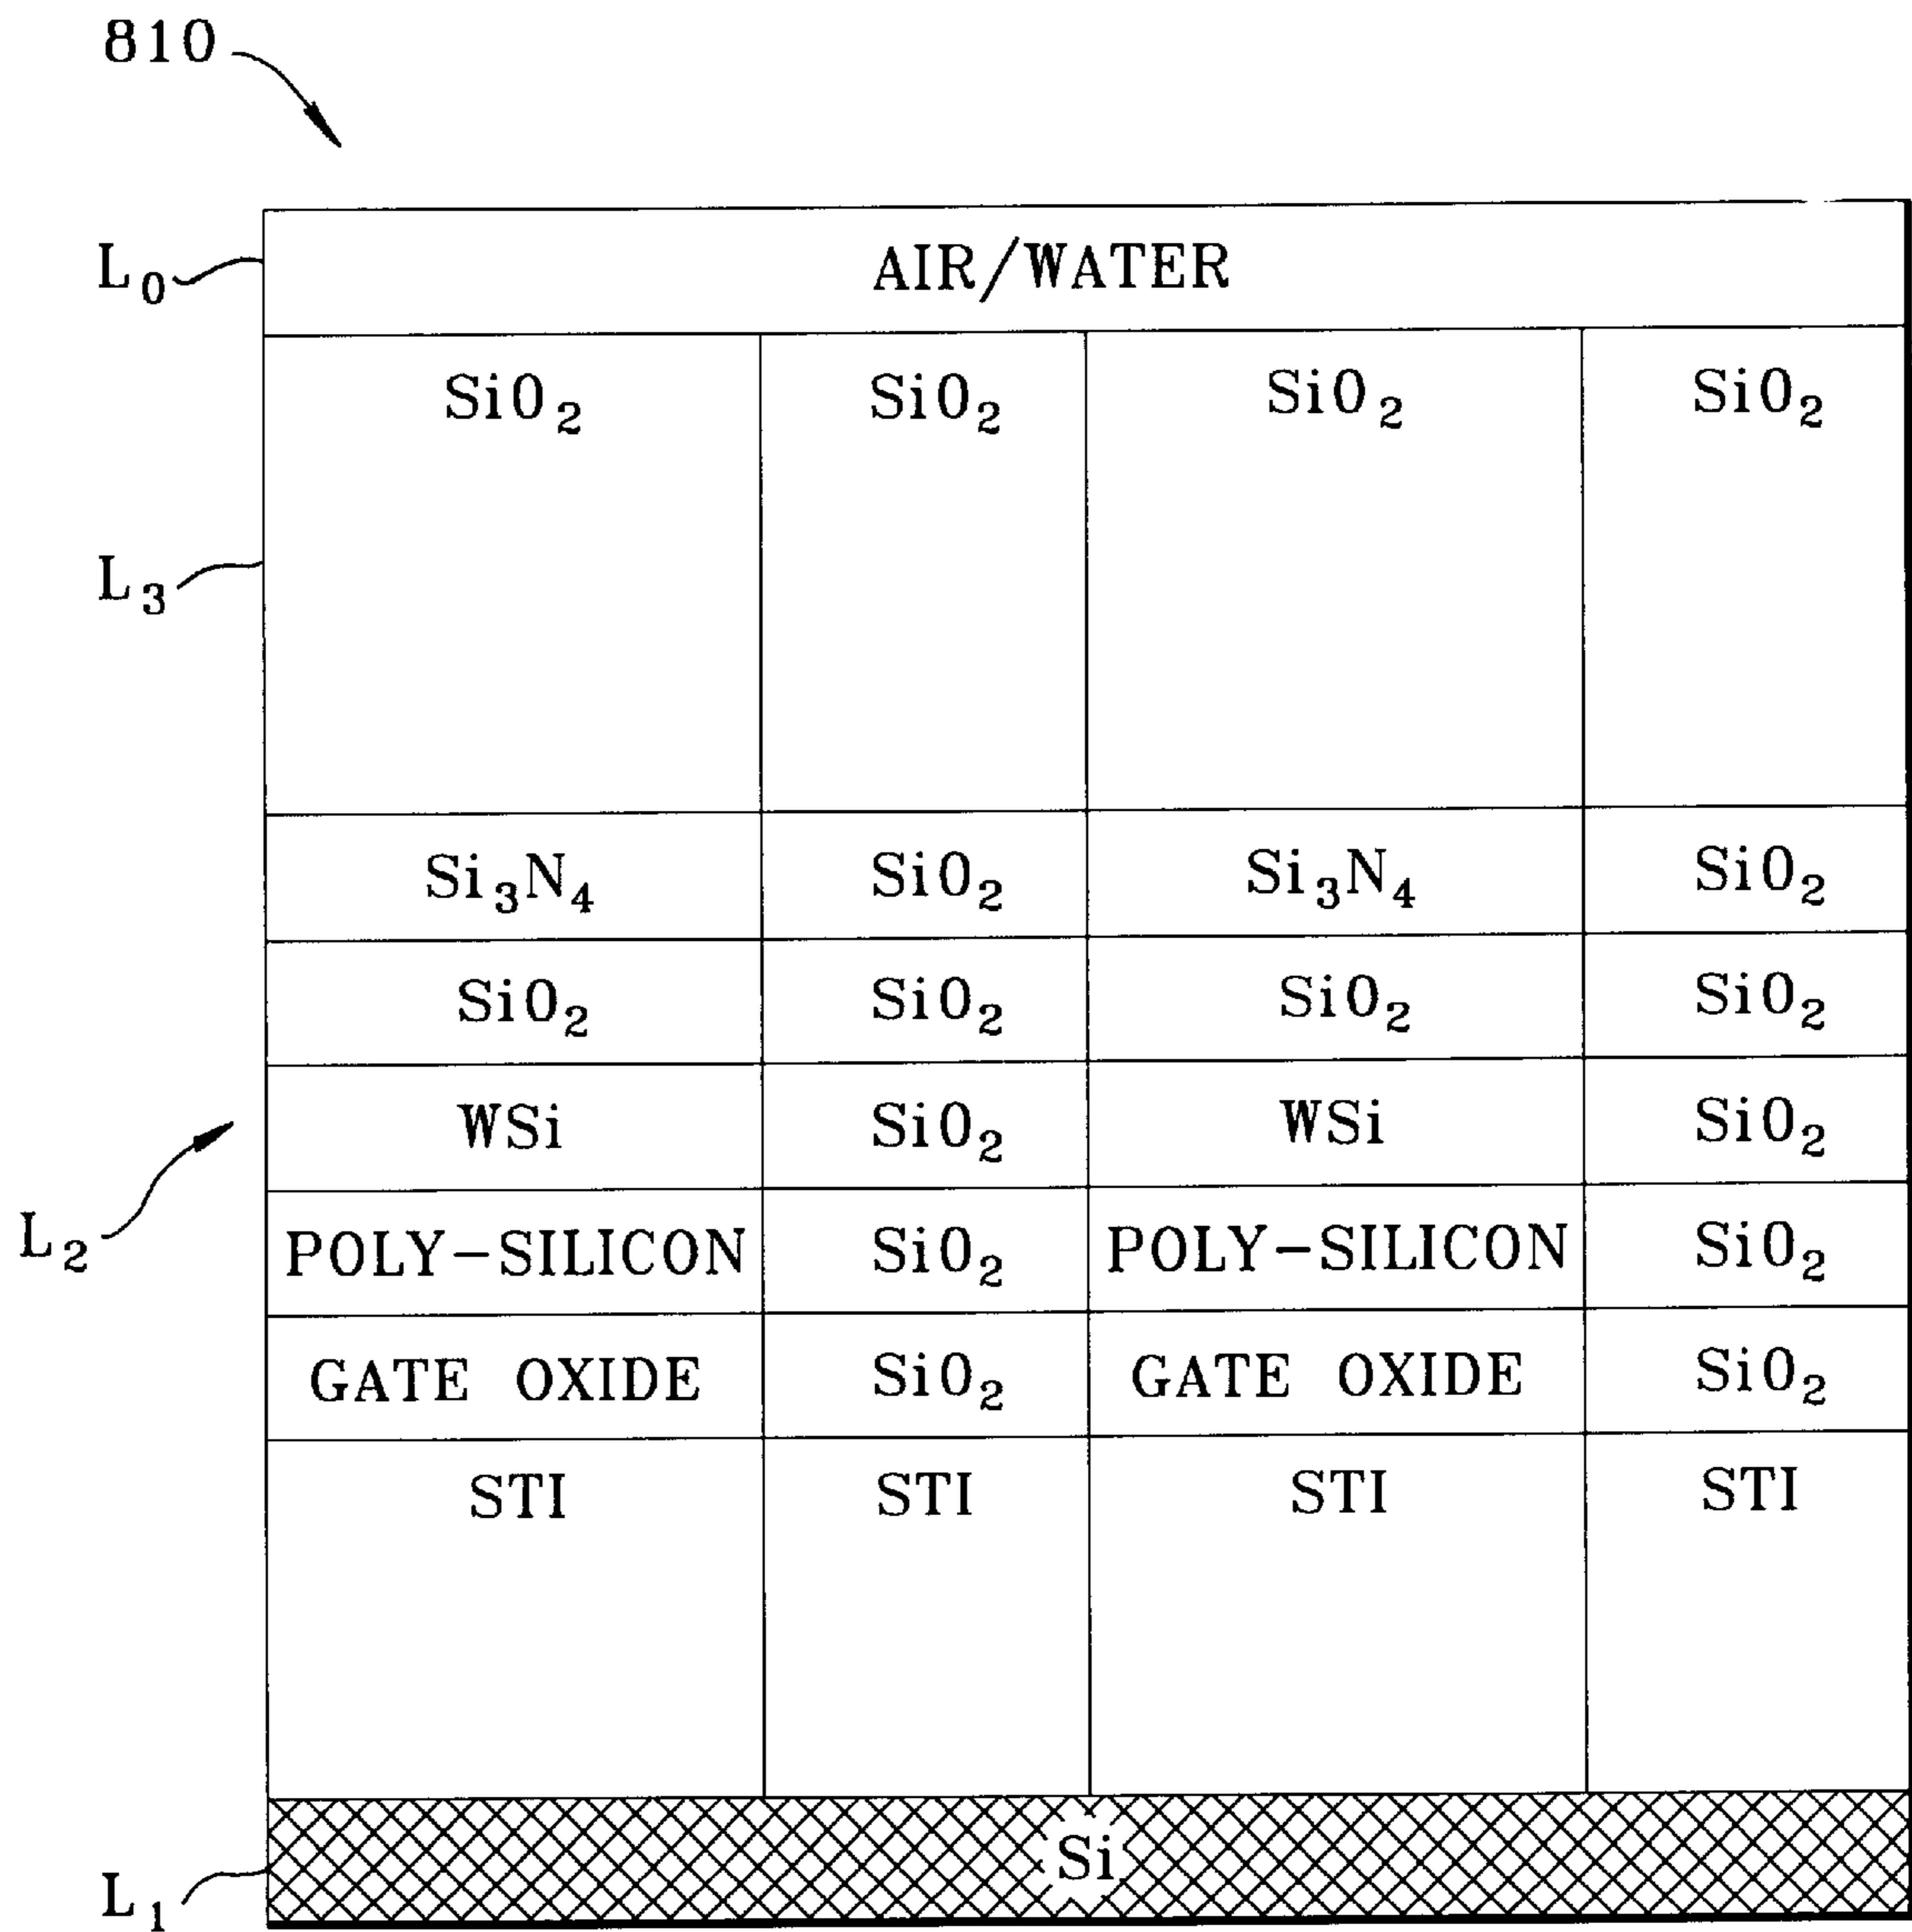 810
L₀ AIR/WATER
SiO₂ SiO₂ SiO₂ SiO₂
L₃
Si₃N₄ SiO₂ Si₃N₄ SiO₂
SiO₂ SiO₂ SiO₂ SiO₂
WSi SiO₂ WSi SiO₂
L₂ POLY-SILICON SiO₂ POLY-SILICON SiO₂
GATE OXIDE SiO₂ GATE OXIDE SiO₂
STI STI STI STI
L₁ Si